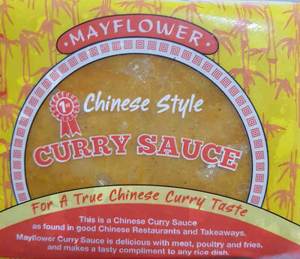 · MAYFLOWER ·
1st
Chinese Style
CURRY SAUCE
For A True Chinese Curry Taste
This is a Chinese Curry Sauce
as found in good Chinese Restaurants and Takeaways.
Mayflower Curry Sauce is delicious with meat, poultry and fries,
and makes a tasty compliment to any rice dish.